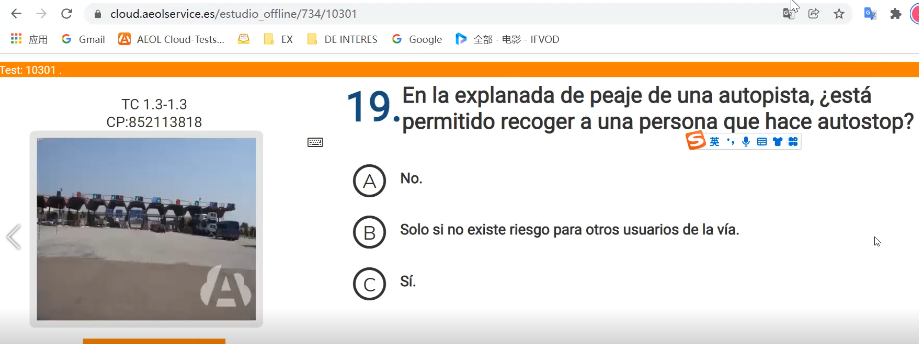 cloud.aeolservice.es/estudio_offline/734/10301
应用 Gmail AEOL Cloud-Tests... EX DE INTERES Google 全部 - 电影 - IFVOD
Test: 10301 .
TC 1.3-1.3
CP:852113818
19. En la explanada de peaje de una autopista, ¿está
permitido recoger a una persona que hace autostop?
英
A No.
B Solo si no existe riesgo para otros usuarios de la vía.
C Sí.